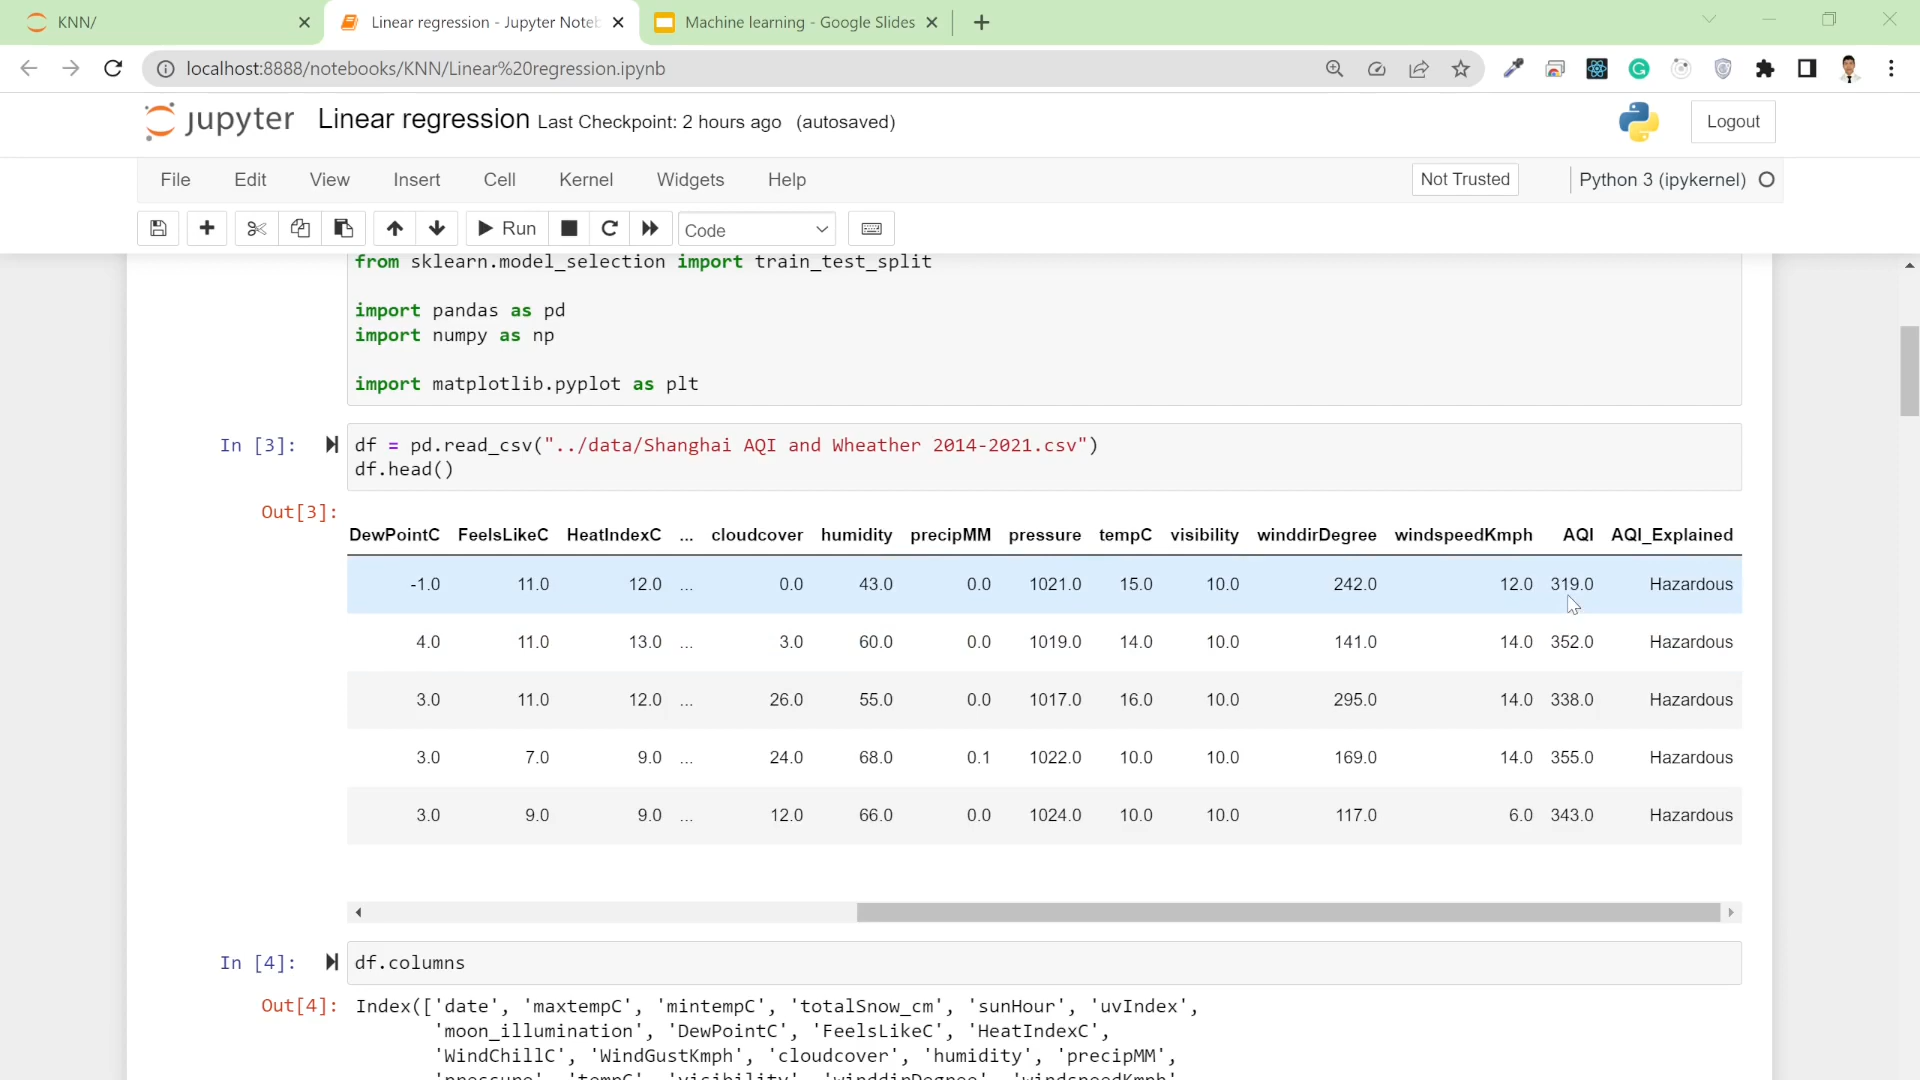 KNN/
Linear regression - Jupyter Noteb
Machine learning - Google Slides
localhost:8888/notebooks/KNN/Linear%20regression.ipynb
jupyter Linear regression Last Checkpoint: 2 hours ago (autosaved)
Logout
File Edit View Insert Cell Kernel Widgets Help
Not Trusted Python 3 (ipykernel)
Run Code
from sklearn.model_selection import train_test_split
import pandas as pd
import numpy as np
import matplotlib.pyplot as plt
In [3]: df = pd.read_csv("../data/Shanghai AQI and Wheather 2014-2021.csv")
df.head()
Out[3]:
DewPointC FeelsLikeC HeatIndexC ... cloudcover humidity precipMM pressure tempC visibility winddirDegree windspeedKmph AQI AQI_Explained
-1.0 11.0 12.0 ... 0.0 43.0 0.0 1021.0 15.0 10.0 242.0 12.0 319.0 Hazardous
4.0 11.0 13.0 ... 3.0 60.0 0.0 1019.0 14.0 10.0 141.0 14.0 352.0 Hazardous
3.0 11.0 12.0 ... 26.0 55.0 0.0 1017.0 16.0 10.0 295.0 14.0 338.0 Hazardous
3.0 7.0 9.0 ... 24.0 68.0 0.1 1022.0 10.0 10.0 169.0 14.0 355.0 Hazardous
3.0 9.0 9.0 ... 12.0 66.0 0.0 1024.0 10.0 10.0 117.0 6.0 343.0 Hazardous
In [4]: df.columns
Out[4]: Index(['date', 'maxtempC', 'mintempC', 'totalSnow_cm', 'sunHour', 'uvIndex',
'moon_illumination', 'DewPointC', 'FeelsLikeC', 'HeatIndexC',
'WindChillC', 'WindGustKmph', 'cloudcover', 'humidity', 'precipMM',
'pressure', 'tempC', 'visibility', 'winddirDegree', 'windspeedKmph',